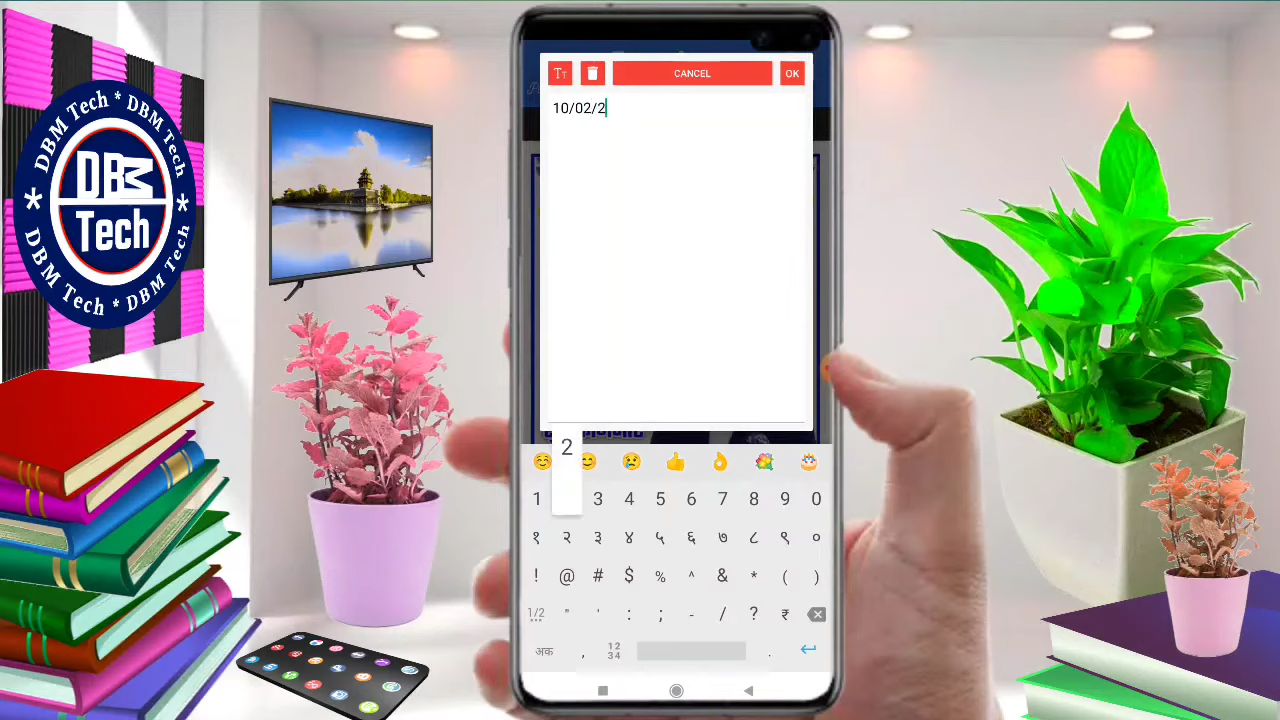 DBM Tech * DBM Tech * DBM Tech * DBM Tech *
DBM
Tech
CANCEL
OK
10/02/2
2
1 3 4 5 6 7 8 9 0
१ २ ३ ४ ५ ६ ७ ८ ९ ०
! @ # $ % ^ & * ( )
1/2 " ' : ; - / ? ₹
अक , 12 34 .